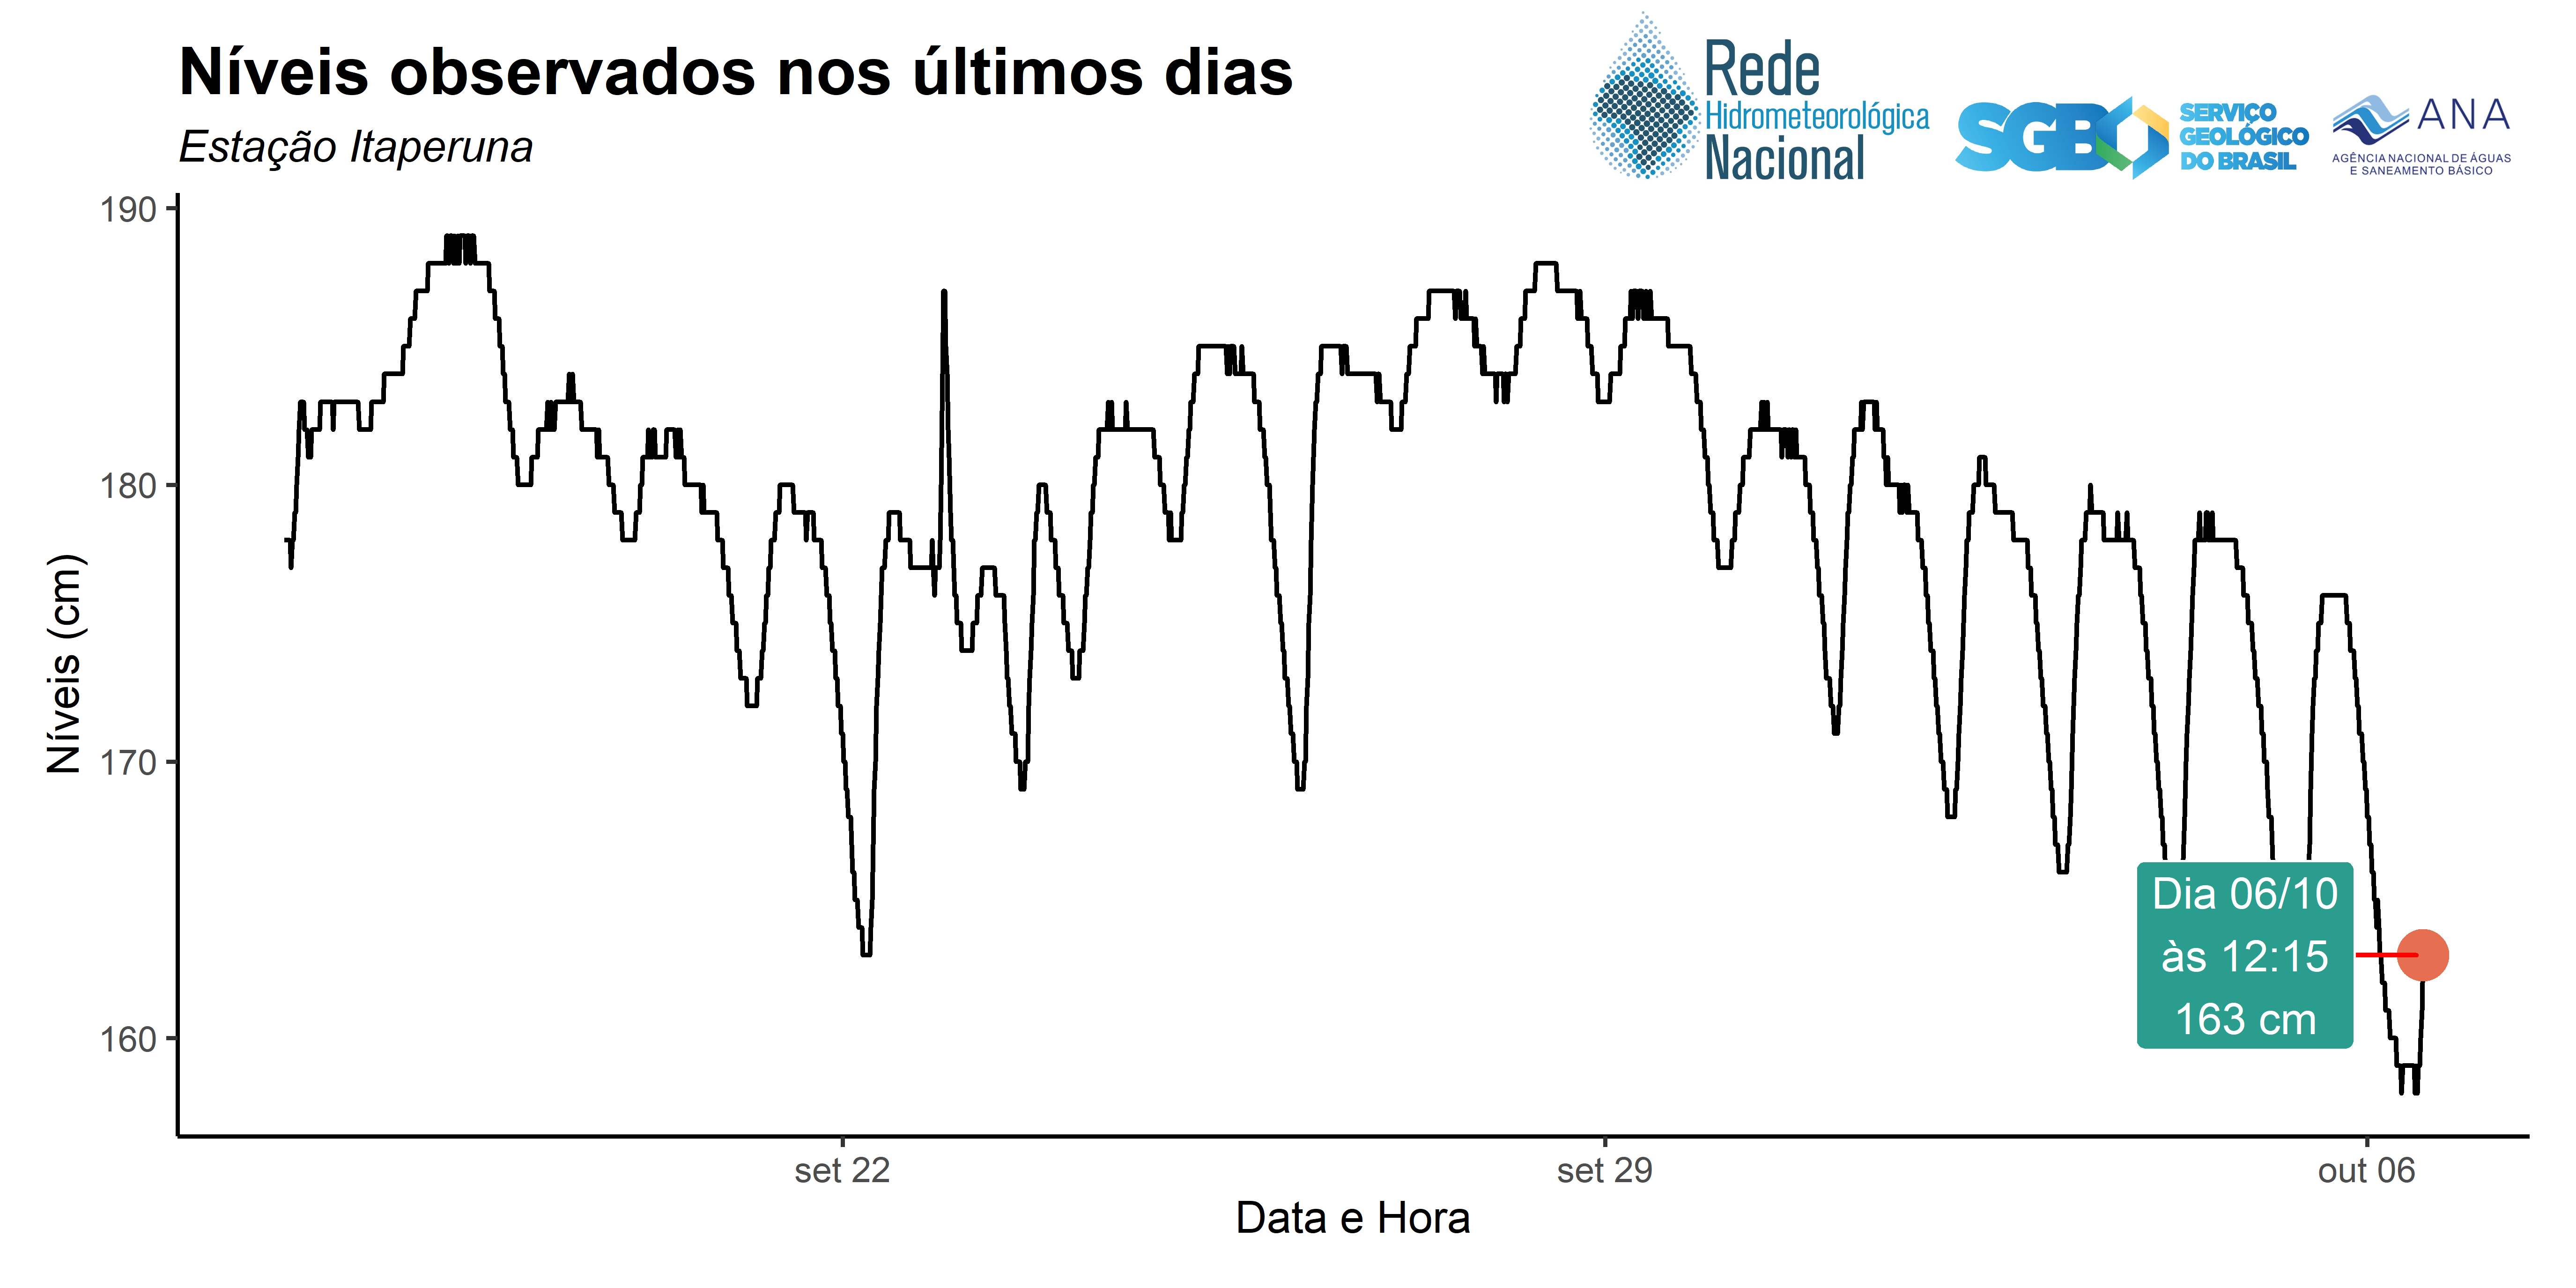 Níveis observados nos últimos dias
Estação Itaperuna
Rede
Hidrometeorológica
Nacional
SGB
SERVIÇO
GEOLÓGICO
DO BRASIL
ANA
AGÊNCIA NACIONAL DE ÁGUAS
E SANEAMENTO BÁSICO
190
180
170
160
Níveis (cm)
Dia 06/10
às 12:15
163 cm
set 22
set 29
out 06
Data e Hora